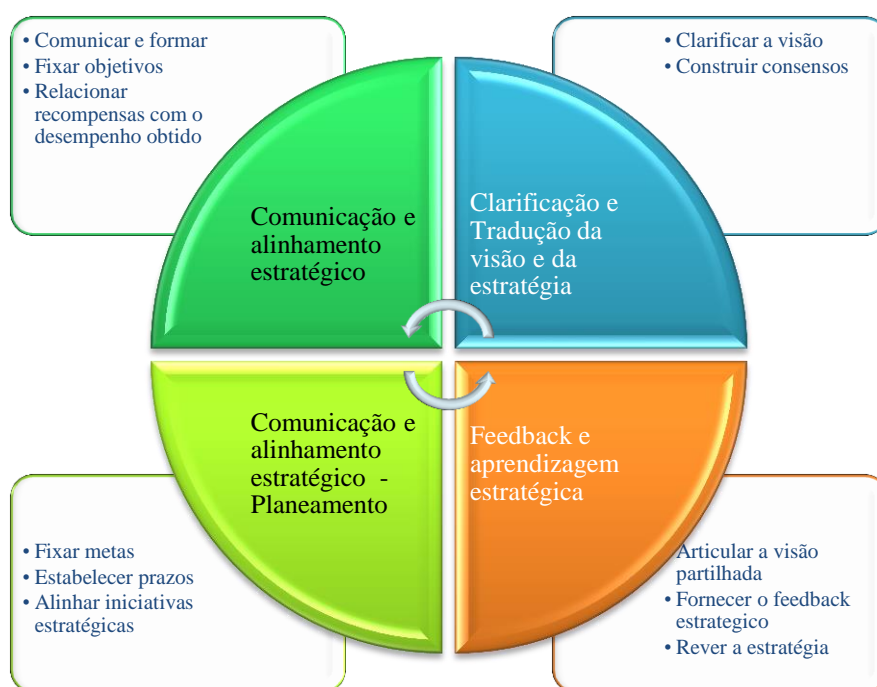 • Comunicar e formar
• Fixar objetivos
• Relacionar
recompensas com o
desempenho obtido
• Clarificar a visão
• Construir consensos
Comunicação e
alinhamento
estratégico
Clarificação e
Tradução da
visão e da
estratégia
Comunicação e
alinhamento
estratégico -
Planeamento
Feedback e
aprendizagem
estratégica
• Fixar metas
• Estabelecer prazos
• Alinhar iniciativas
estratégicas
Articular a visão
partilhada
• Fornecer o feedback
estrategico
• Rever a estratégia